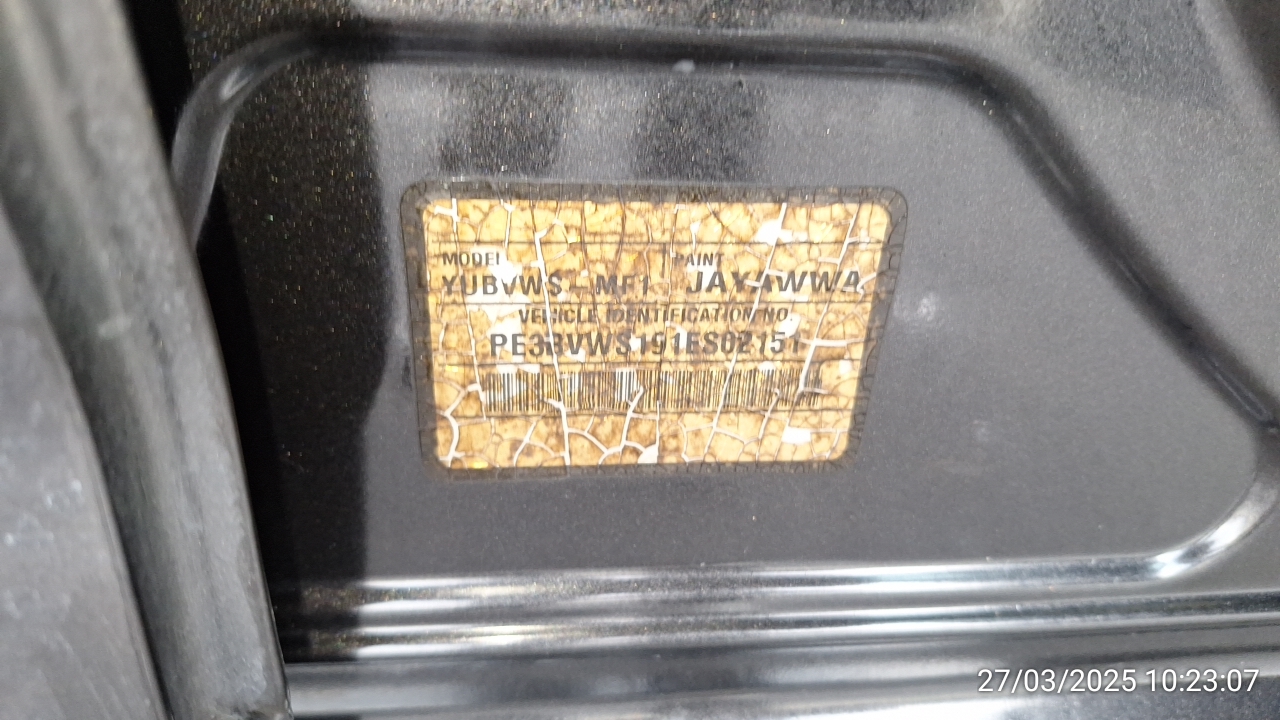 MODEL PAINT
YUBVWS-MF1 JAYAWWA
VEHICLE IDENTIFICATION NO.
PE3BVWS191ES02151
27/03/2025 10:23:07